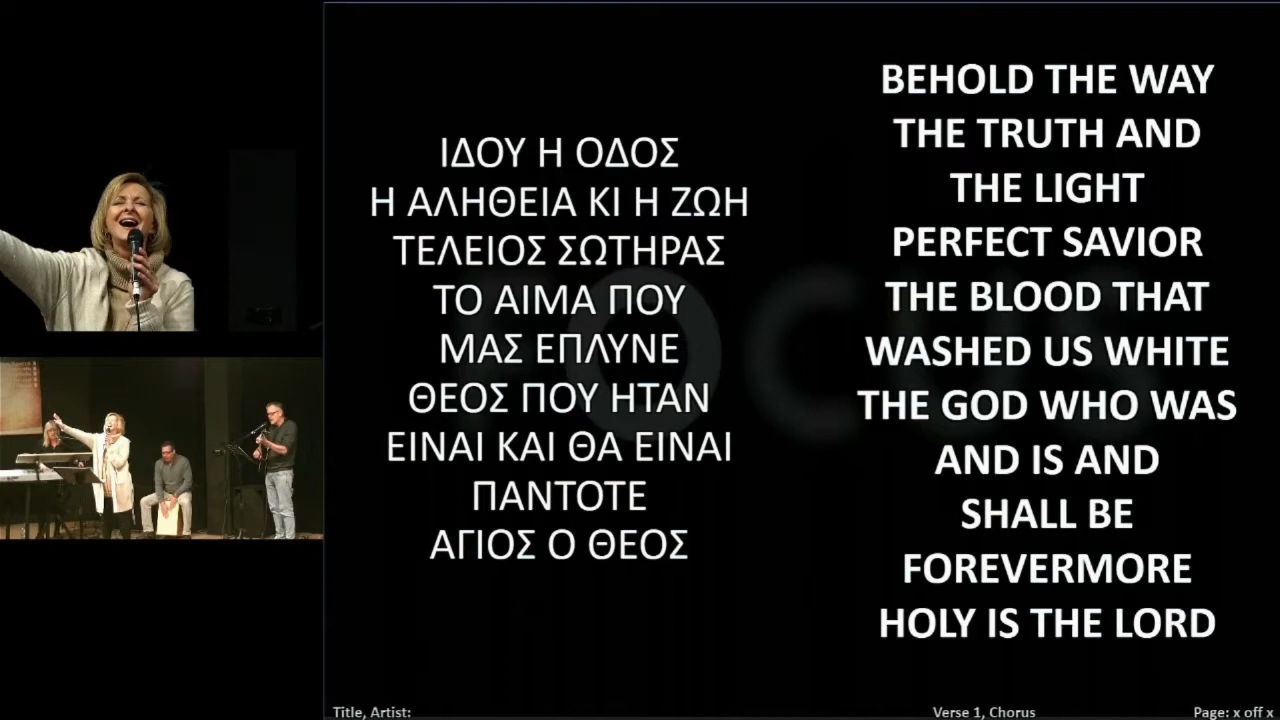 ΙΔΟΥ Η ΟΔΟΣ
Η ΑΛΗΘΕΙΑ ΚΙ Η ΖΩΗ
ΤΕΛΕΙΟΣ ΣΩΤΗΡΑΣ
ΤΟ ΑΙΜΑ ΠΟΥ
ΜΑΣ ΕΠΛΥΝΕ
ΘΕΟΣ ΠΟΥ ΗΤΑΝ
ΕΙΝΑΙ ΚΑΙ ΘΑ ΕΙΝΑΙ
ΠΑΝΤΟΤΕ
ΑΓΙΟΣ Ο ΘΕΟΣ
BEHOLD THE WAY
THE TRUTH AND
THE LIGHT
PERFECT SAVIOR
THE BLOOD THAT
WASHED US WHITE
THE GOD WHO WAS
AND IS AND
SHALL BE
FOREVERMORE
HOLY IS THE LORD
Title, Artist:
Verse 1, Chorus
Page: x off x